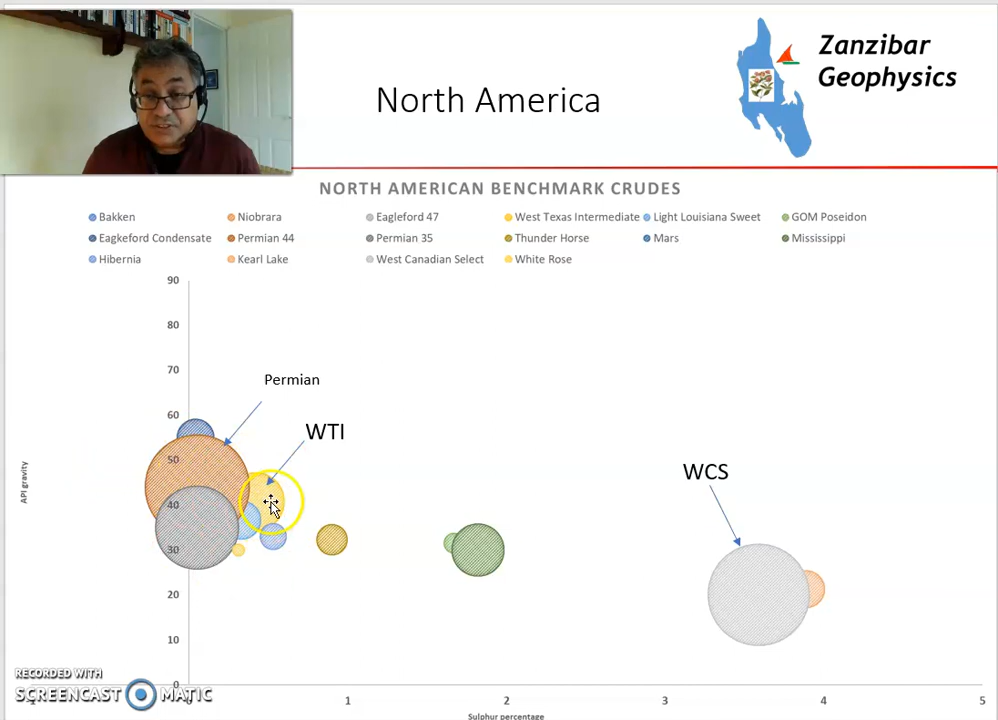 Zanzibar
Geophysics
North America
NORTH AMERICAN BENCHMARK CRUDES
Bakken Niobrara Eagleford 47 West Texas Intermediate Light Louisiana Sweet GOM Poseidon
Eagkeford Condensate Permian 44 Permian 35 Thunder Horse Mars Mississippi
Hibernia Kearl Lake West Canadian Select White Rose
90
80
70
60
50
40
30
20
10
0
API gravity
Permian
WTI
WCS
1 2 3 4 5
Sulphur percentage
RECORDED WITH
SCREENCAST MATIC